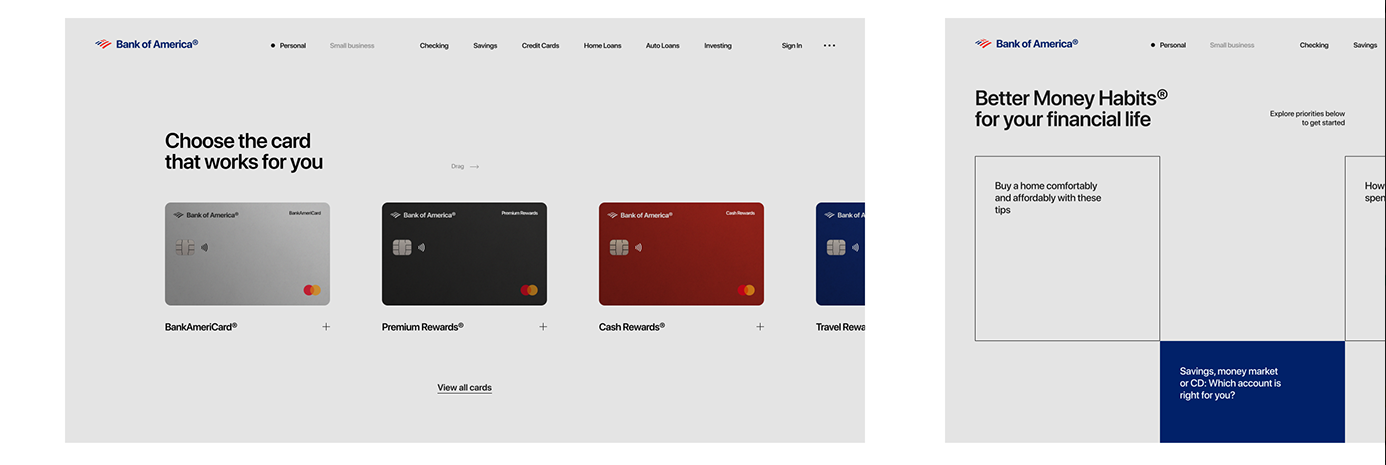 Bank of America®
Personal
Small business
Checking
Savings
Credit Cards
Home Loans
Auto Loans
Investing
Sign In
Choose the card
that works for you
Drag
Bank of America®
BankAmeriCard
Bank of America®
Premium Rewards
Bank of America®
Cash Rewards
Bank of A
BankAmeriCard®
Premium Rewards®
Cash Rewards®
Travel Rewa
View all cards
Bank of America®
Personal
Small business
Checking
Savings
Better Money Habits®
for your financial life
Explore priorities below
to get started
Buy a home comfortably
and affordably with these
tips
How
spen
Savings, money market
or CD: Which account is
right for you?